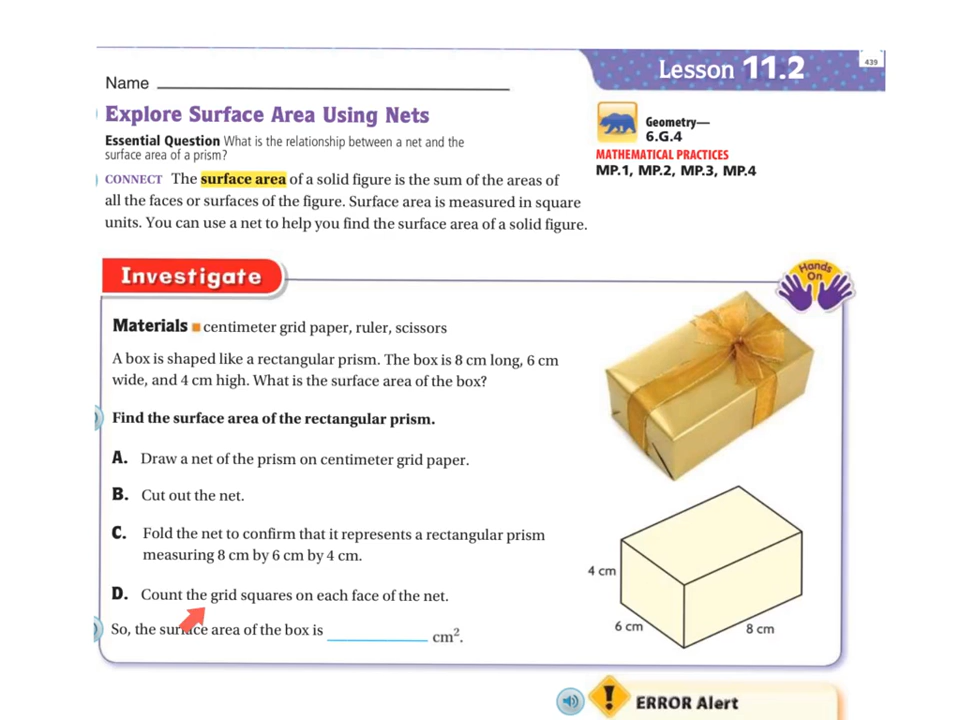 Lesson 11.2
439
Name
Explore Surface Area Using Nets
Essential Question What is the relationship between a net and the
surface area of a prism?
Geometry—
6.G.4
MATHEMATICAL PRACTICES
MP.1, MP.2, MP.3, MP.4
CONNECT The surface area of a solid figure is the sum of the areas of
all the faces or surfaces of the figure. Surface area is measured in square
units. You can use a net to help you find the surface area of a solid figure.
Investigate
Hands
On
Materials ■ centimeter grid paper, ruler, scissors
A box is shaped like a rectangular prism. The box is 8 cm long, 6 cm
wide, and 4 cm high. What is the surface area of the box?
Find the surface area of the rectangular prism.
A. Draw a net of the prism on centimeter grid paper.
B. Cut out the net.
C. Fold the net to confirm that it represents a rectangular prism
measuring 8 cm by 6 cm by 4 cm.
D. Count the grid squares on each face of the net.
So, the surface area of the box is ____________ cm².
4 cm
6 cm
8 cm
! ERROR Alert